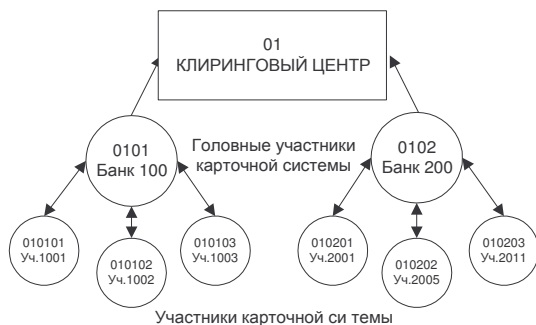 01
КЛИРИНГОВЫЙ ЦЕНТР
0101
Банк 100
Головные участники
карточной системы
0102
Банк 200
010101
Уч.1001
010102
Уч.1002
010103
Уч.1003
010201
Уч.2001
010202
Уч.2005
010203
Уч.2011
Участники карточной си темы